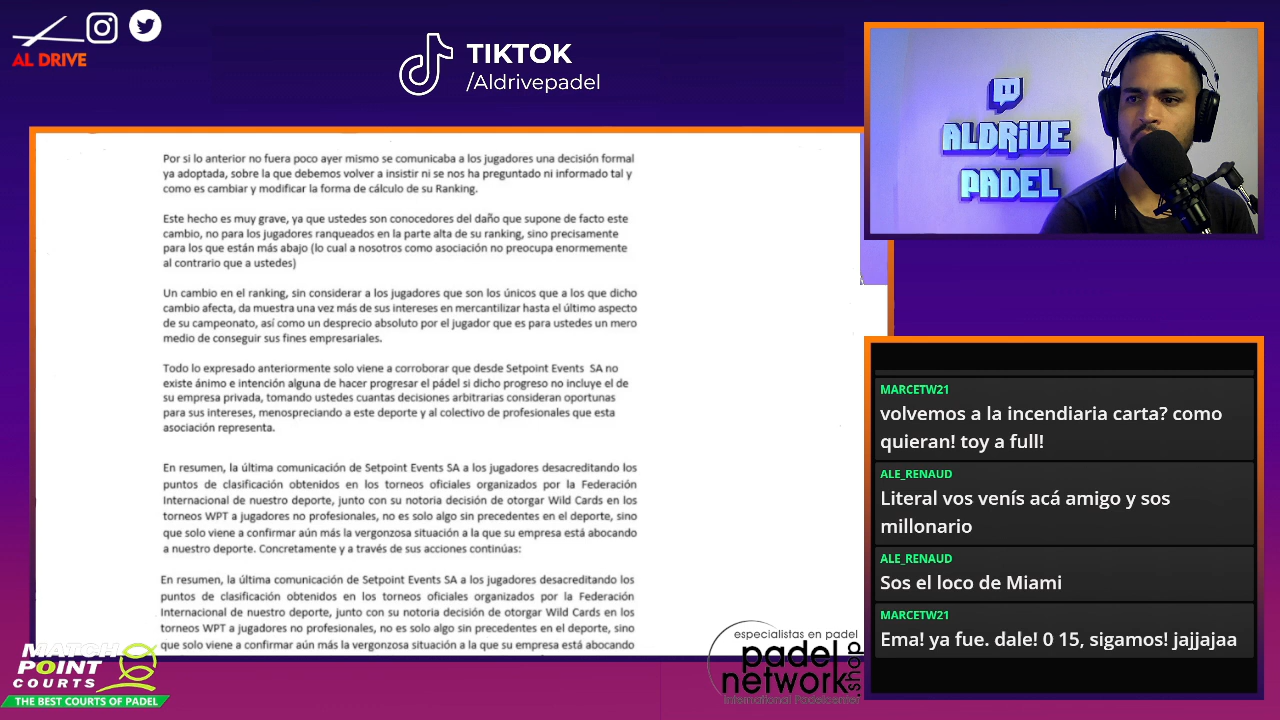 AL DRIVE
TIKTOK
/Aldrivepadel
ALDRIVE
PADEL
Por si lo anterior no fuera poco ayer mismo se comunicaba a los jugadores una decisión formal
ya adoptada, sobre la que debemos volver a insistir ni se nos ha preguntado ni informado tal y
como es cambiar y modificar la forma de cálculo de su Ranking.
Este hecho es muy grave, ya que ustedes son conocedores del daño que supone de facto este
cambio, no para los jugadores ranqueados en la parte alta de su ranking, sino precisamente
para los que están más abajo (lo cual a nosotros como asociación no preocupa enormemente
al contrario que a ustedes)
Un cambio en el ranking, sin considerar a los jugadores que son los únicos que a los que dicho
cambio afecta, da muestra una vez más de sus intereses en mercantilizar hasta el último aspecto
de su campeonato, así como un desprecio absoluto por el jugador que es para ustedes un mero
medio de conseguir sus fines empresariales.
Todo lo expresado anteriormente solo viene a corroborar que desde Setpoint Events SA no
existe ánimo e intención alguna de hacer progresar el pádel si dicho progreso no incluye el de
su empresa privada, tomando ustedes cuantas decisiones arbitrarias consideran oportunas
para sus intereses, menospreciando a este deporte y al colectivo de profesionales que esta
asociación representa.
En resumen, la última comunicación de Setpoint Events SA a los jugadores desacreditando los
puntos de clasificación obtenidos en los torneos oficiales organizados por la Federación
Internacional de nuestro deporte, junto con su notoria decisión de otorgar Wild Cards en los
torneos WPT a jugadores no profesionales, no es solo algo sin precedentes en el deporte, sino
que solo viene a confirmar aún más la vergonzosa situación a la que su empresa está abocando
a nuestro deporte. Concretamente y a través de sus acciones continúas:
En resumen, la última comunicación de Setpoint Events SA a los jugadores desacreditando los
puntos de clasificación obtenidos en los torneos oficiales organizados por la Federación
Internacional de nuestro deporte, junto con su notoria decisión de otorgar Wild Cards en los
torneos WPT a jugadores no profesionales, no es solo algo sin precedentes en el deporte, sino
que solo viene a confirmar aún más la vergonzosa situación a la que su empresa está abocando
MARCETW21
volvemos a la incendiaria carta? como
quieran! toy a full!
ALE_RENAUD
Literal vos venís acá amigo y sos
millonario
ALE_RENAUD
Sos el loco de Miami
MARCETW21
Ema! ya fue. dale! 0 15, sigamos! jajjajaa
MATCH
POINT
COURTS
THE BEST COURTS OF PADEL
especialistas en padel
padel
network
.shop
International Padelcenter